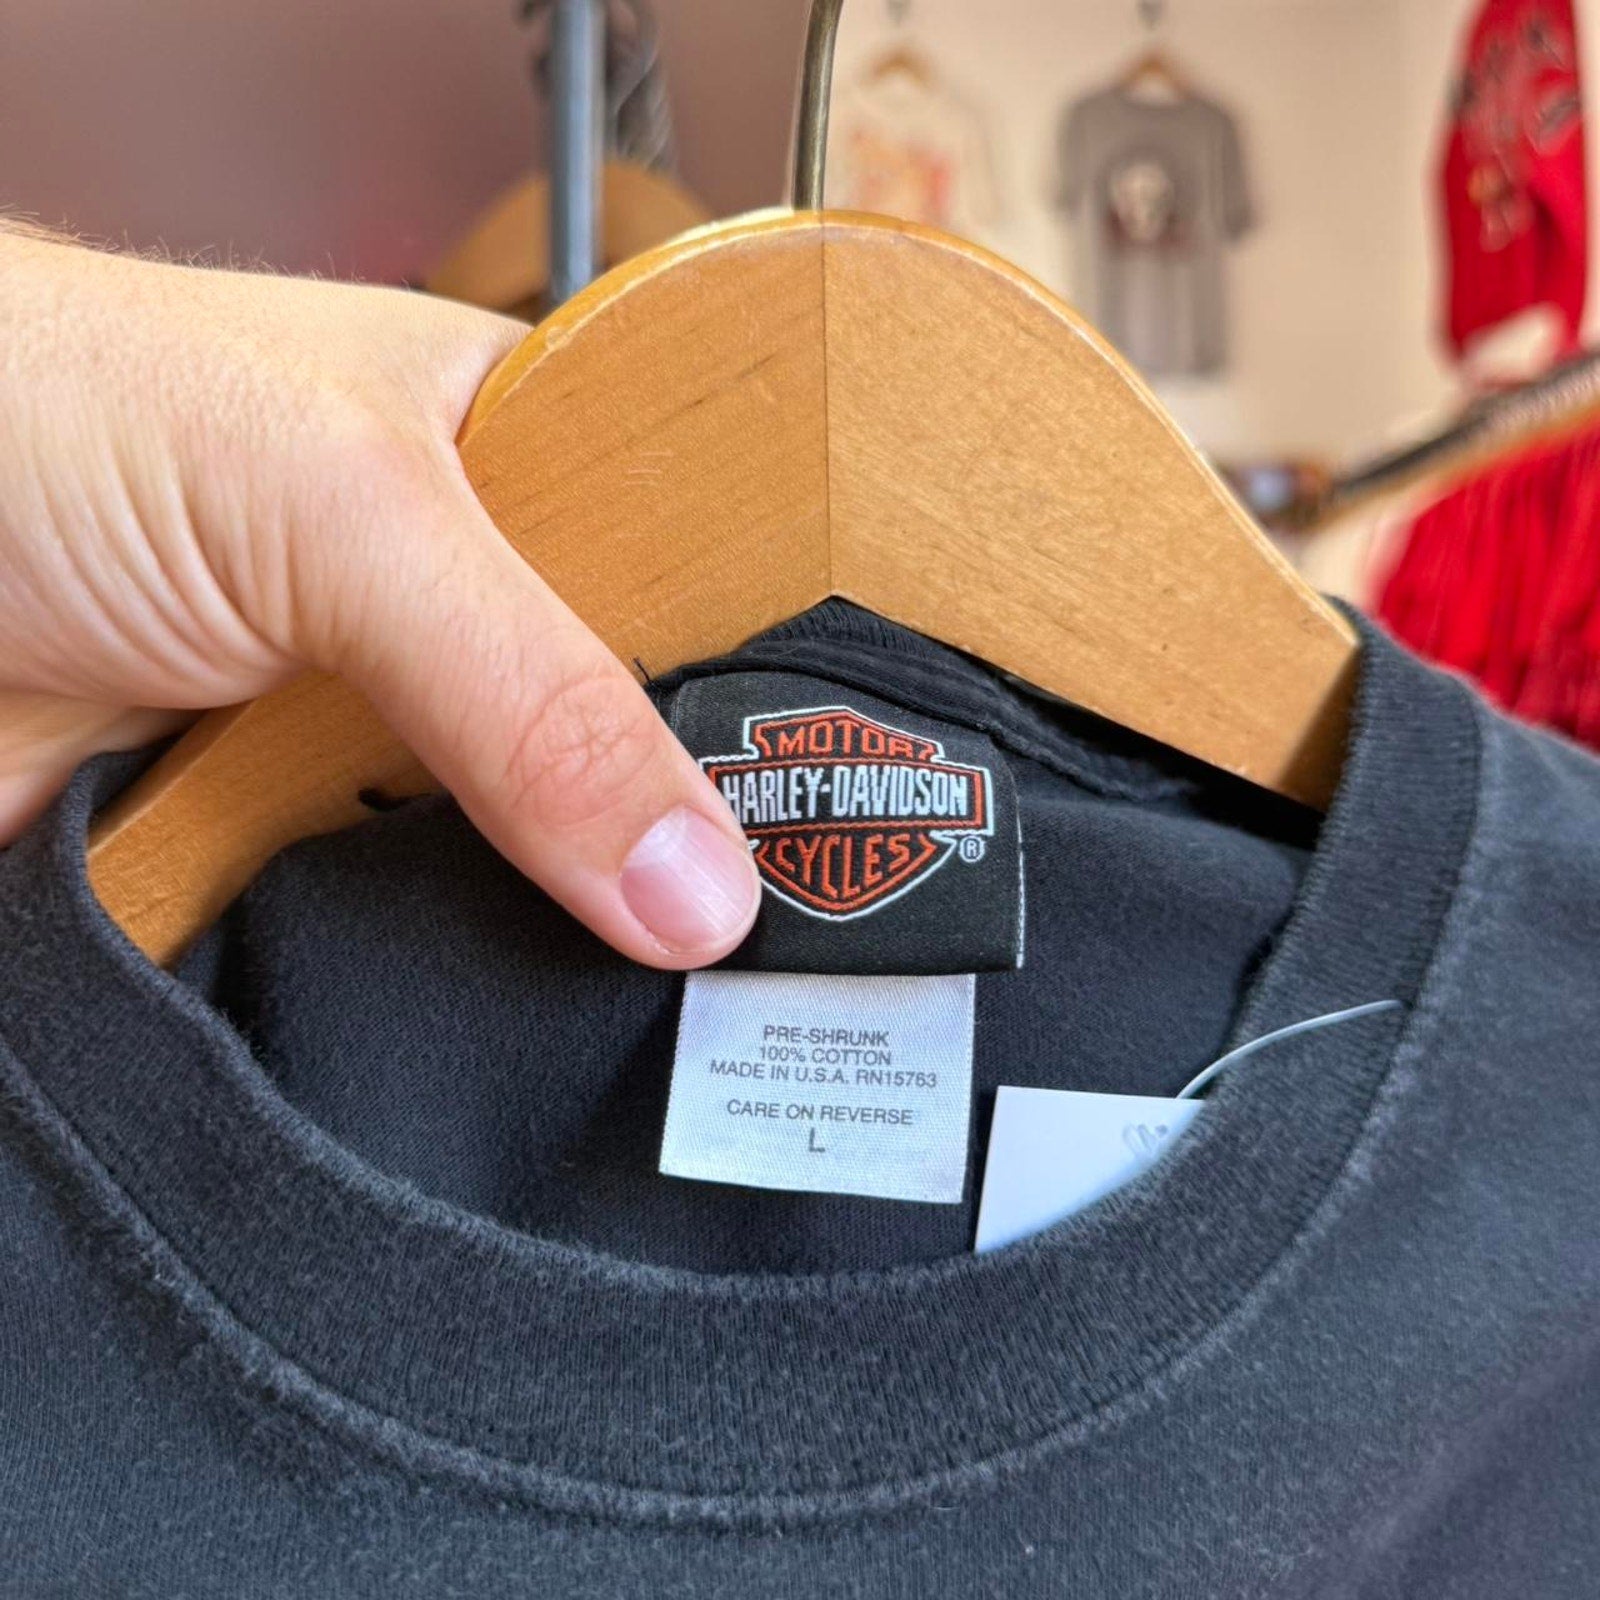 MOTOR
HARLEY-DAVIDSON
CYCLES
®
PRE-SHRUNK
100% COTTON
MADE IN U.S.A. RN15763
CARE ON REVERSE
L